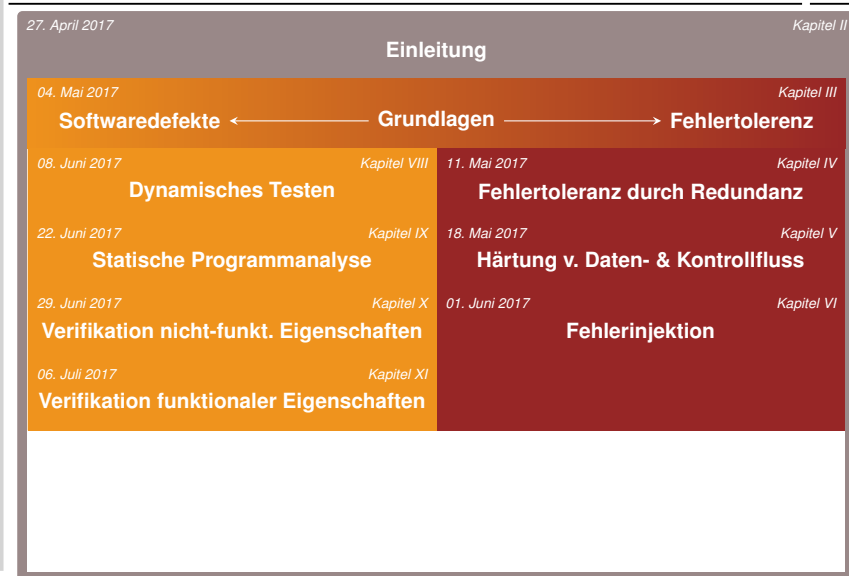 27. April 2017 Kapitel II
Einleitung
04. Mai 2017 Kapitel III
Softwaredefekte Grundlagen Fehlertolerenz
08. Juni 2017 Kapitel VIII
Dynamisches Testen
22. Juni 2017 Kapitel IX
Statische Programmanalyse
29. Juni 2017 Kapitel X
Verifikation nicht-funkt. Eigenschaften
06. Juli 2017 Kapitel XI
Verifikation funktionaler Eigenschaften
11. Mai 2017 Kapitel IV
Fehlertoleranz durch Redundanz
18. Mai 2017 Kapitel V
Härtung v. Daten- & Kontrollfluss
01. Juni 2017 Kapitel VI
Fehlerinjektion